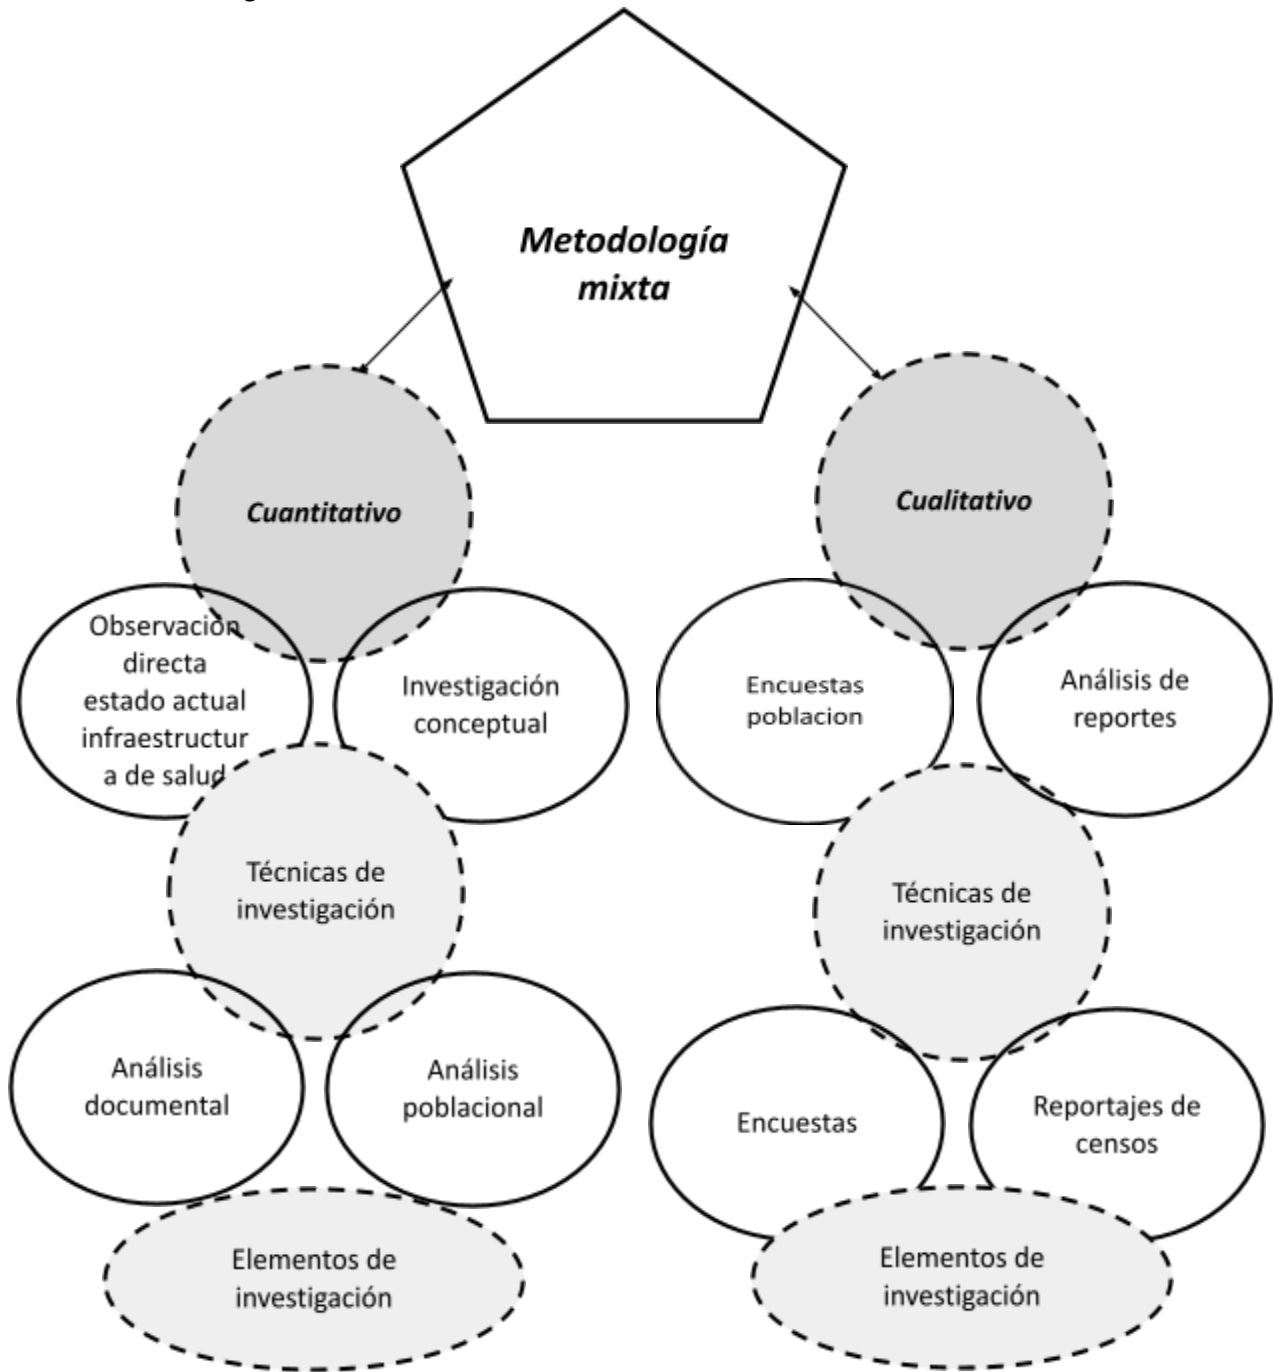 Metodología
mixta
Cuantitativo
Cualitativo
Observación
directa
estado actual
infraestructur
a de salud
Investigación
conceptual
Encuestas
poblacion
Análisis de
reportes
Técnicas de
investigación
Técnicas de
investigación
Análisis
documental
Análisis
poblacional
Encuestas
Reportajes de
censos
Elementos de
investigación
Elementos de
investigación